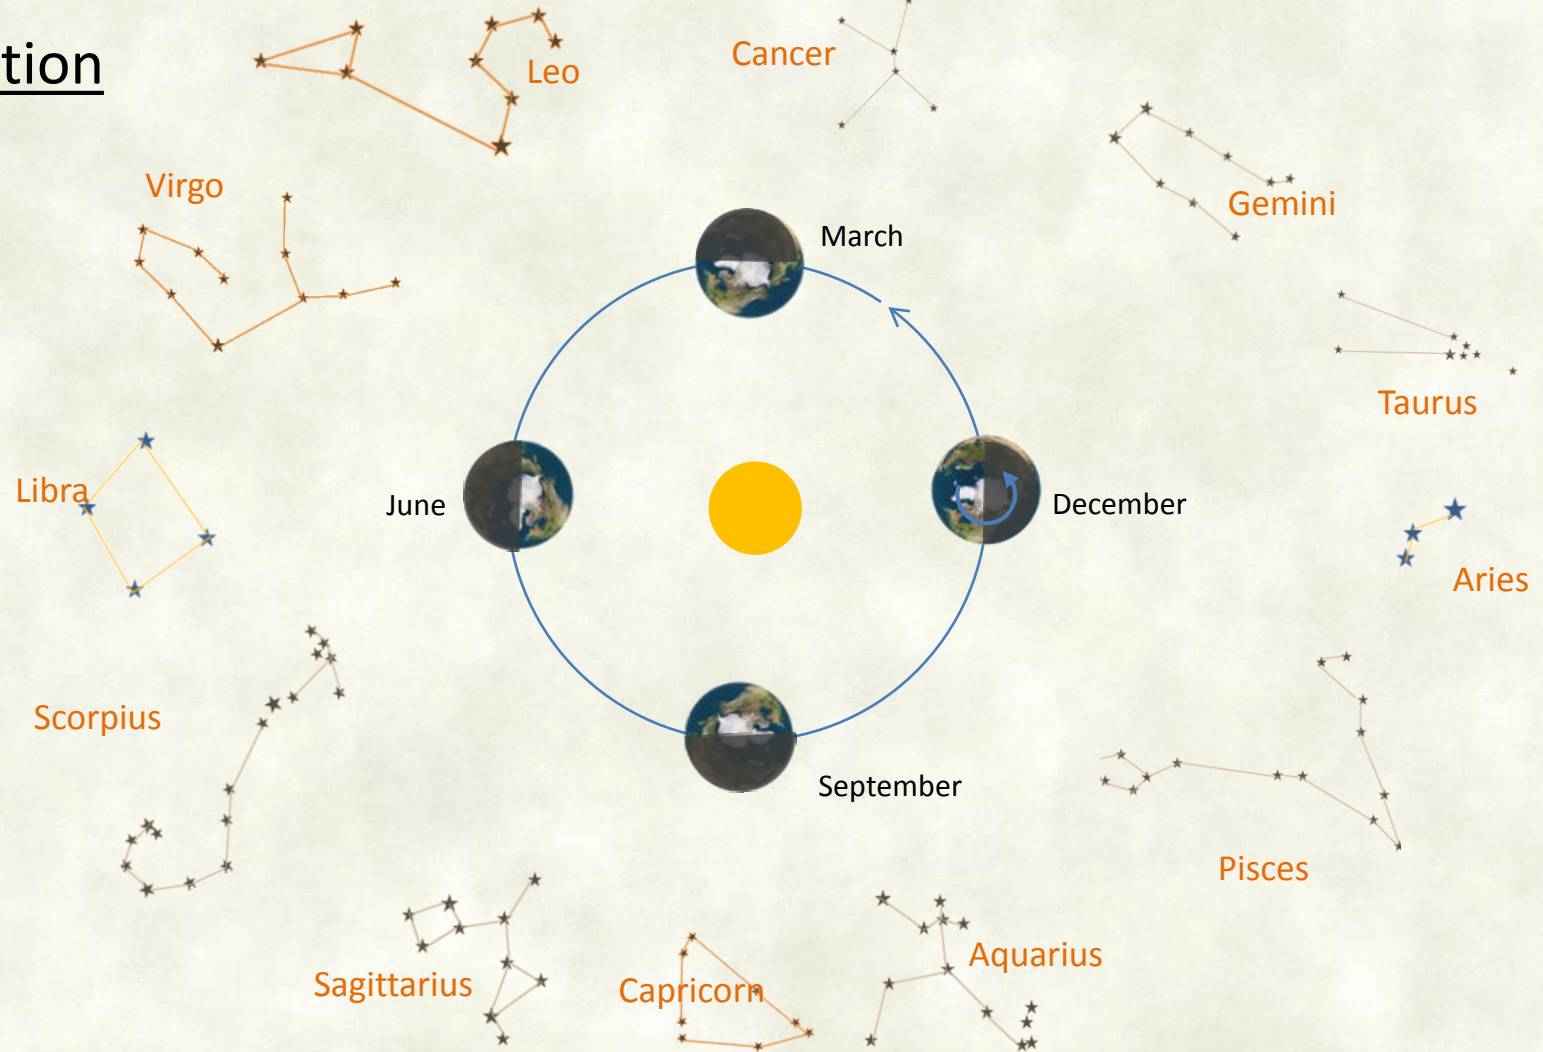 tion
Leo
Cancer
Virgo
Gemini
March
Taurus
Libra
June
December
Aries
Scorpius
September
Pisces
Sagittarius
Capricorn
Aquarius